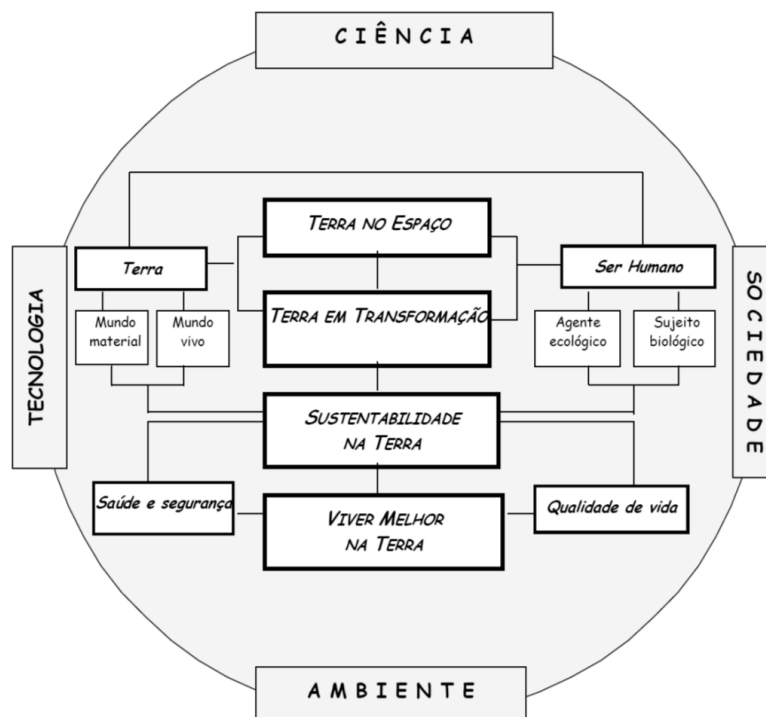 CIÊNCIA
TERRA NO ESPAÇO
Terra
Ser Humano
TECNOLOGIA
SOCIEDADE
Mundo
material
Mundo
vivo
TERRA EM TRANSFORMAÇÃO
Agente
ecológico
Sujeito
biológico
SUSTENTABILIDADE
NA TERRA
Saúde e segurança
VIVER MELHOR
NA TERRA
Qualidade de vida
AMBIENTE